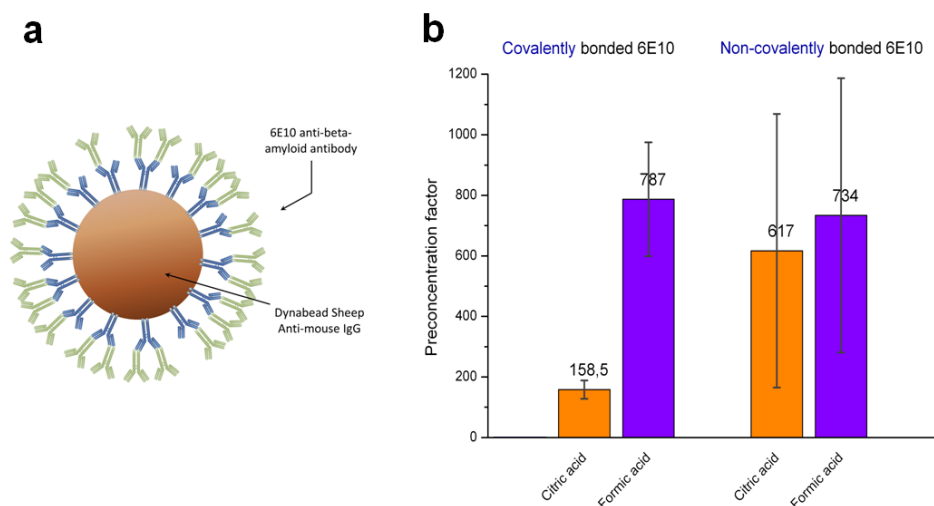 a
6E10 anti-beta-
amyloid antibody
Dynabead Sheep
Anti-mouse IgG
b
Covalently bonded 6E10
Non-covalently bonded 6E10
Preconcentration factor
1200
1000
800
600
400
200
0
158,5
787
617
734
Citric acid
Formic acid
Citric acid
Formic acid